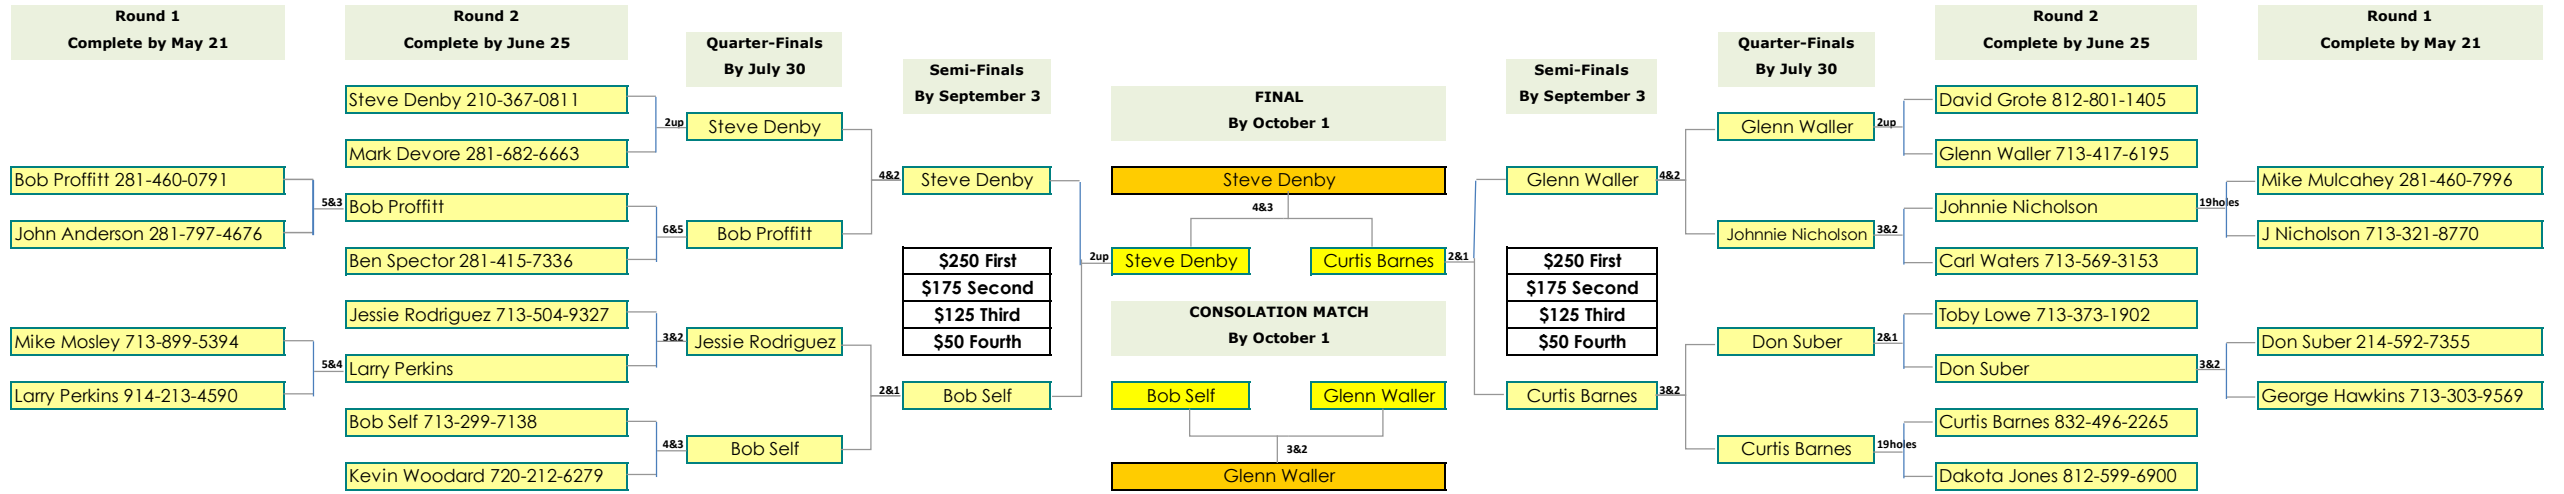 Round 1
Complete by May 21
Round 2
Complete by June 25
Quarter-Finals
By July 30
Semi-Finals
By September 3
FINAL
By October 1
Semi-Finals
By September 3
Quarter-Finals
By July 30
Round 2
Complete by June 25
Round 1
Complete by May 21
Bob Proffitt 281-460-0791
John Anderson 281-797-4676
5&3
Mike Mosley 713-899-5394
Larry Perkins 914-213-4590
5&4
Steve Denby 210-367-0811
Mark Devore 281-682-6663
2up
Bob Proffitt
Ben Spector 281-415-7336
6&5
Jessie Rodriguez 713-504-9327
Larry Perkins
3&2
Bob Self 713-299-7138
Kevin Woodard 720-212-6279
4&3
Steve Denby
Bob Proffitt
4&2
Jessie Rodriguez
Bob Self
2&1
Steve Denby
$250 First
$175 Second
$125 Third
$50 Fourth
Bob Self
2up
Steve Denby
4&3
Steve Denby
Curtis Barnes
CONSOLATION MATCH
By October 1
Bob Self
Glenn Waller
3&2
Glenn Waller
2&1
Glenn Waller
$250 First
$175 Second
$125 Third
$50 Fourth
Curtis Barnes
4&2
3&2
Glenn Waller
Johnnie Nicholson
Don Suber
Curtis Barnes
2up
3&2
2&1
19holes
David Grote 812-801-1405
Glenn Waller 713-417-6195
Johnnie Nicholson
Carl Waters 713-569-3153
Toby Lowe 713-373-1902
Don Suber
Curtis Barnes 832-496-2265
Dakota Jones 812-599-6900
19holes
3&2
Mike Mulcahey 281-460-7996
J Nicholson 713-321-8770
Don Suber 214-592-7355
George Hawkins 713-303-9569